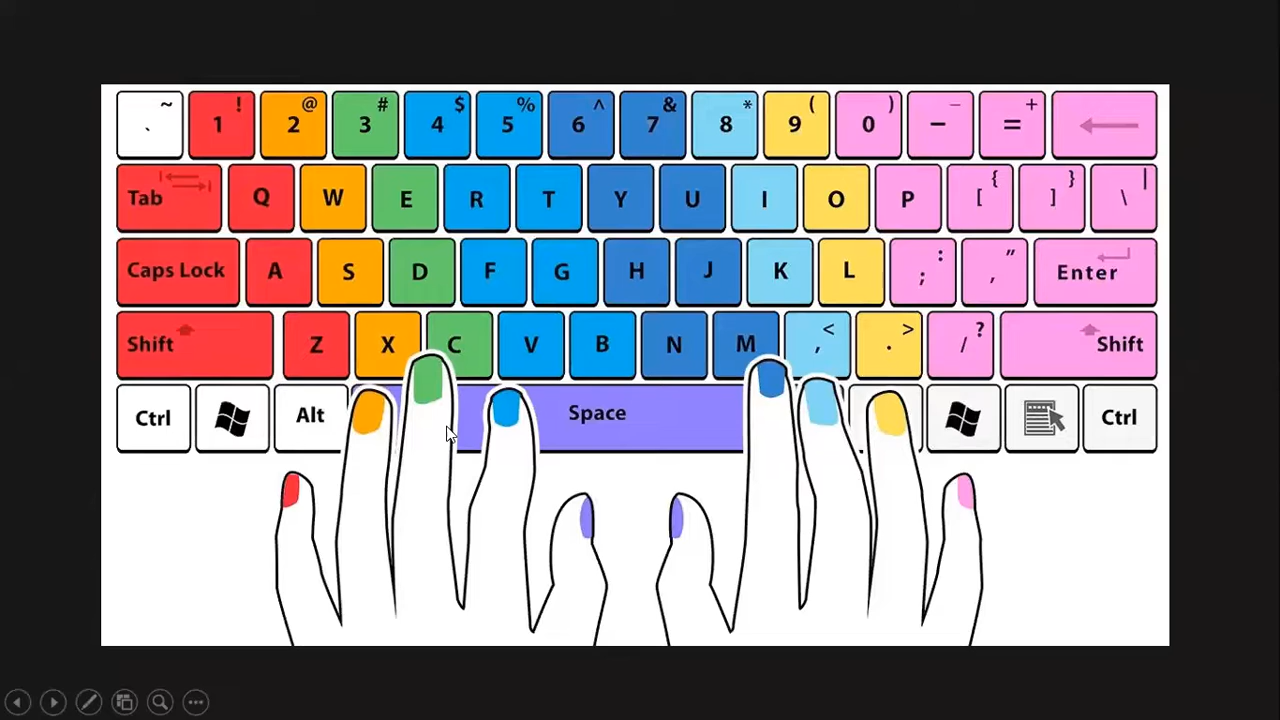 ~ ` ! 1 @ 2 # 3 $ 4 % 5 ^ 6 & 7 * 8 ( 9 ) 0 _ - + =
Tab Q W E R T Y U I O P { [ } ] | \
Caps Lock A S D F G H J K L : ; " ' Enter
Shift Z X C V B N M < , > . ? / Shift
Ctrl Alt Space Ctrl